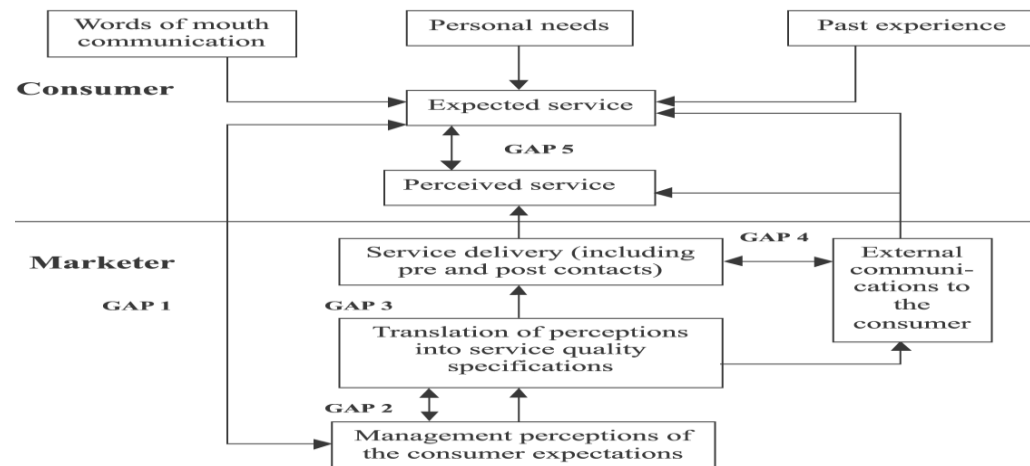 Words of mouth
communication
Personal needs
Past experience
Consumer
Expected service
GAP 5
Perceived service
Marketer
Service delivery (including
pre and post contacts)
GAP 4
External
communi-
cations to
the
consumer
GAP 1
GAP 3
Translation of perceptions
into service quality
specifications
GAP 2
Management perceptions of
the consumer expectations